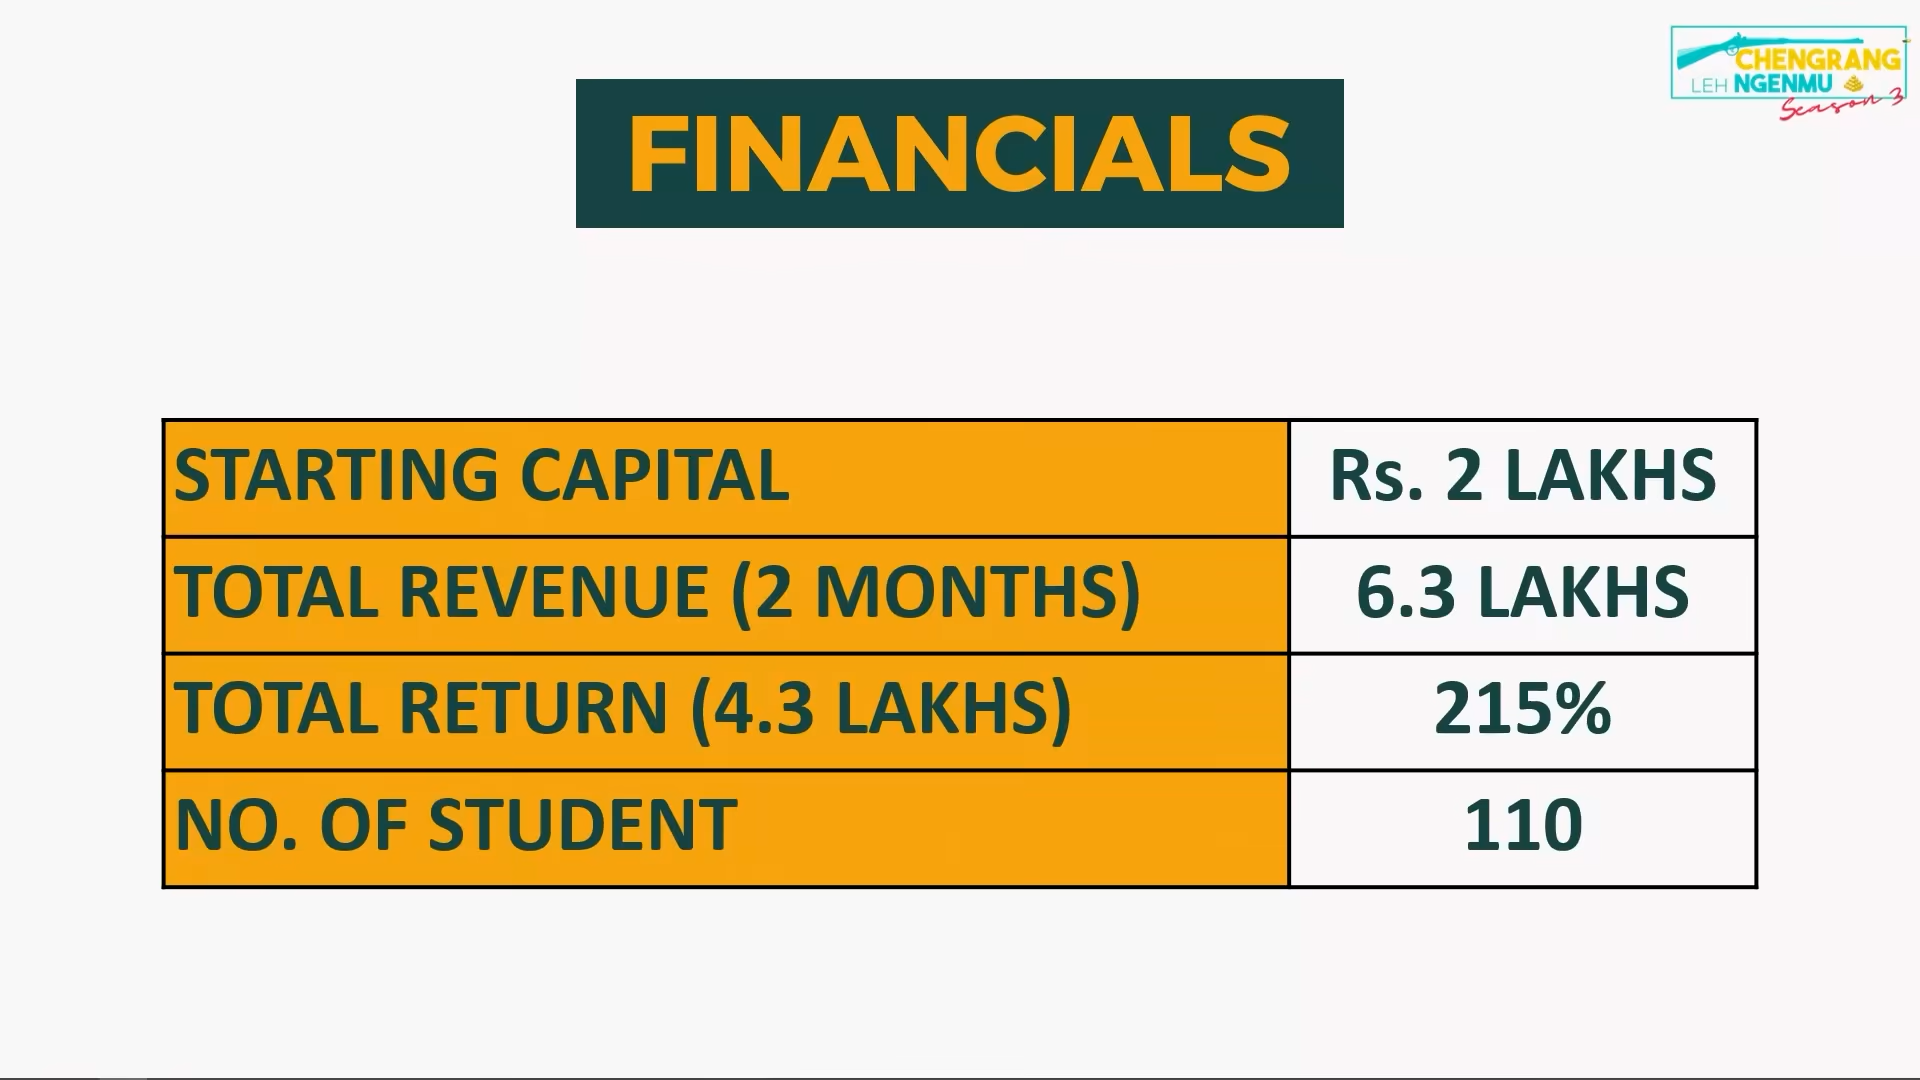 CHENGRANG
LEH NGENMU
Season 3
FINANCIALS
STARTING CAPITAL Rs. 2 LAKHS
TOTAL REVENUE (2 MONTHS) 6.3 LAKHS
TOTAL RETURN (4.3 LAKHS) 215%
NO. OF STUDENT 110